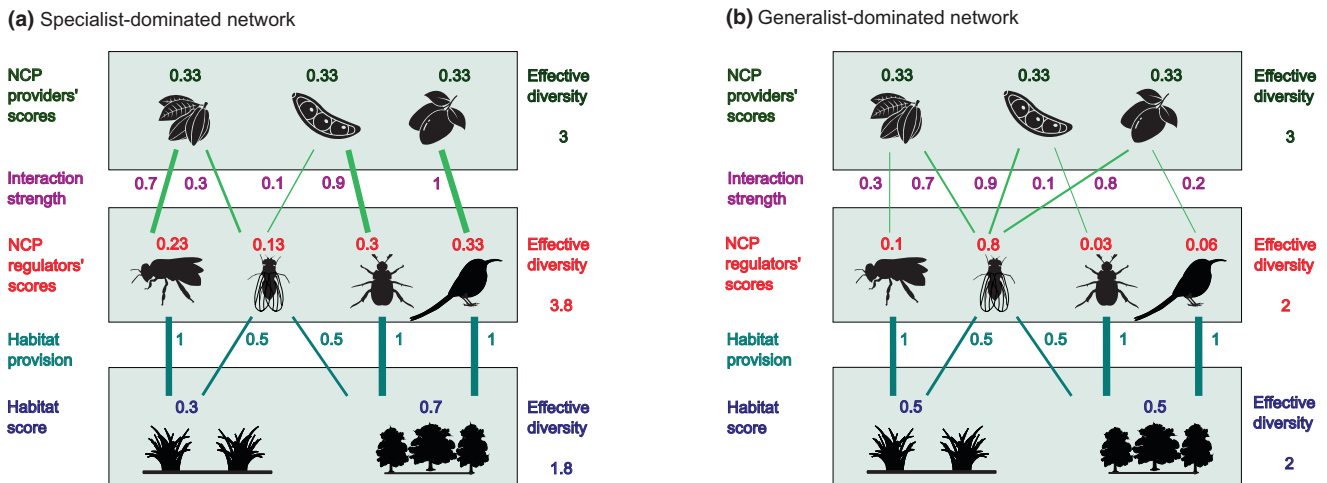 (a) Specialist-dominated network
NCP
providers'
scores
0.33 0.33 0.33
Effective
diversity
3
Interaction
strength
0.7 0.3 0.1 0.9 1
NCP
regulators'
scores
0.23 0.13 0.3 0.33
Effective
diversity
3.8
Habitat
provision
1 0.5 0.5 1 1
Habitat
score
0.3 0.7
Effective
diversity
1.8
(b) Generalist-dominated network
NCP
providers'
scores
0.33 0.33 0.33
Effective
diversity
3
Interaction
strength
0.3 0.7 0.9 0.1 0.8 0.2
NCP
regulators'
scores
0.1 0.8 0.03 0.06
Effective
diversity
2
Habitat
provision
1 0.5 0.5 1 1
Habitat
score
0.5 0.5
Effective
diversity
2